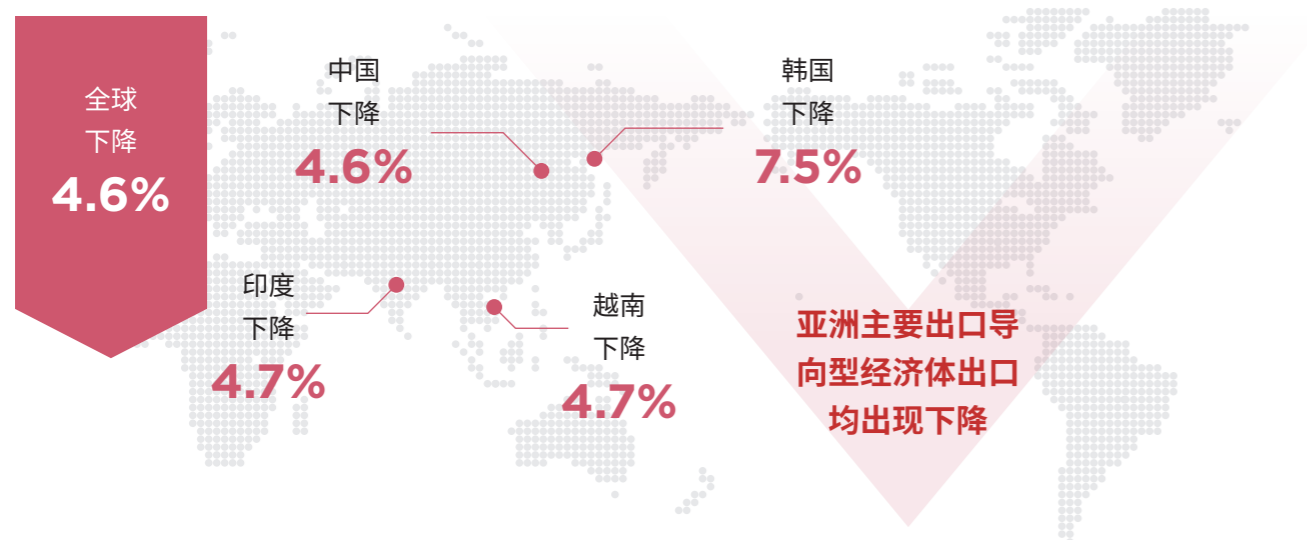 全球
下降
4.6%
中国
下降
4.6%
韩国
下降
7.5%
印度
下降
4.7%
越南
下降
4.7%
亚洲主要出口导
向型经济体出口
均出现下降